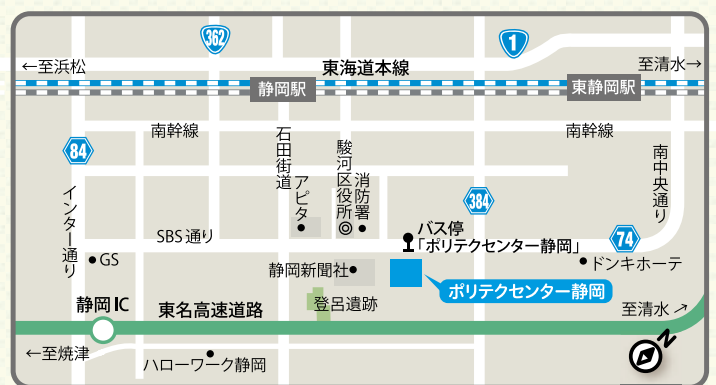 362
1
←至浜松
東海道本線
至清水→
静岡駅
東静岡駅
南幹線
南幹線
84
石田街道
駿河区役所
消防署
アピタ
384
南中央通り
インター通り
SBS通り
バス停
「ポリテクセンター静岡」
74
GS
静岡新聞社
ドンキホーテ
ポリテクセンター静岡
静岡IC
東名高速道路
登呂遺跡
至清水↗
←至焼津
ハローワーク静岡
N